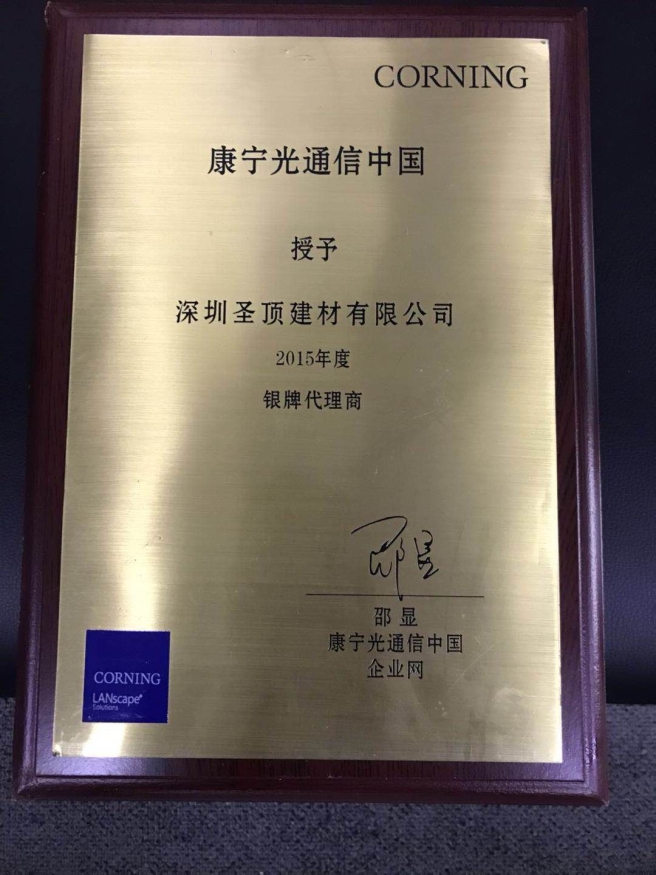 CORNING
康宁光通信中国
授予
深圳圣顶建材有限公司
2015年度
银牌代理商
邵显
邵显
康宁光通信中国
企业网
CORNING
LANscape®
Solutions